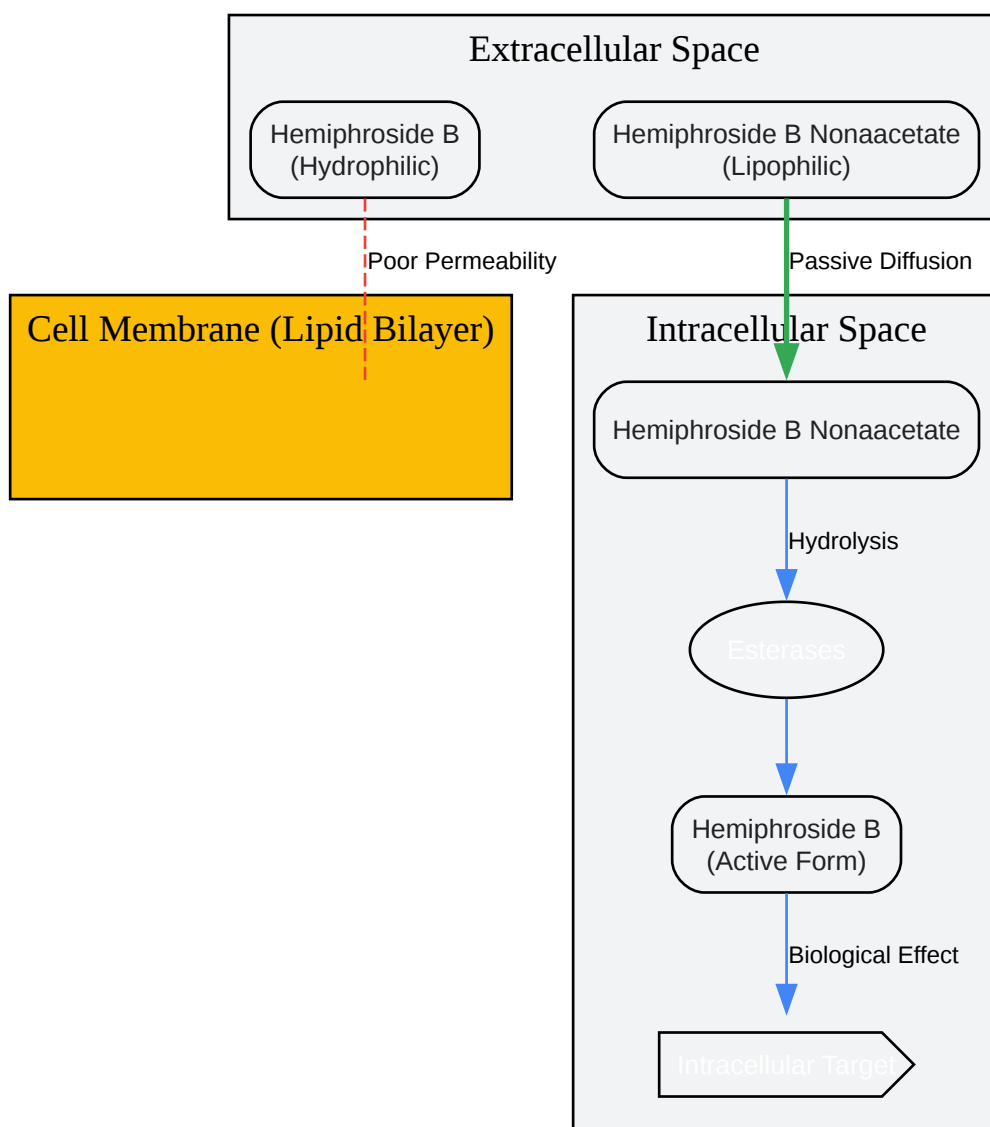 Extracellular Space
Hemiphroside B
(Hydrophilic)
Hemiphroside B Nonaacetate
(Lipophilic)
Poor Permeability
Passive Diffusion
Cell Membrane (Lipid Bilayer)
Intracellular Space
Hemiphroside B Nonaacetate
Hydrolysis
Esterases
Hemiphroside B
(Active Form)
Biological Effect
Intracellular Target